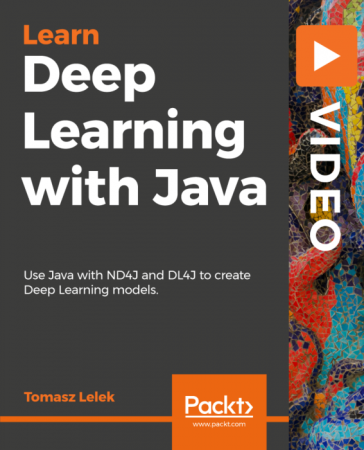 Learn
Deep
Learning
with Java
VIDEO
Use Java with ND4J and DL4J to create
Deep Learning models.
Tomasz Lelek
Packt>
www.packt.com